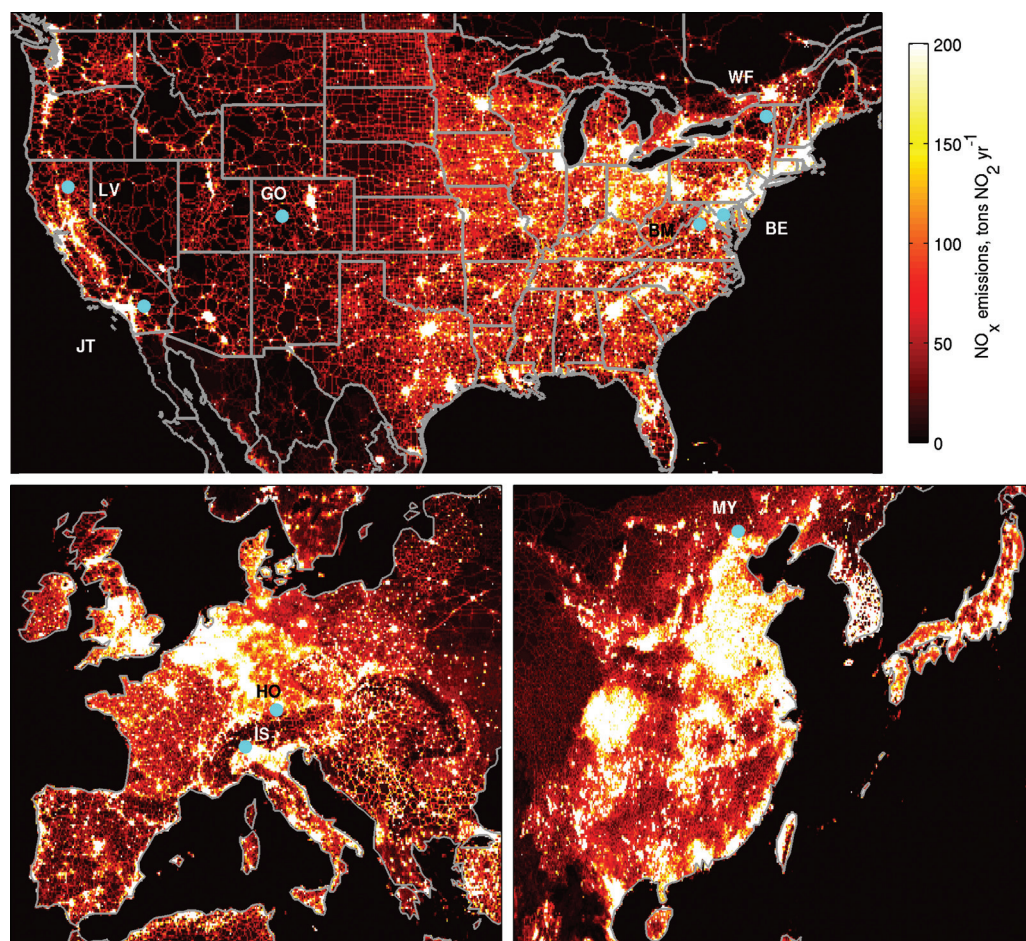 WF
LV
GO
BM
BE
JT
200
150
100
50
0
NOₓ emissions, tons NO₂ yr⁻¹
MY
HO
IS